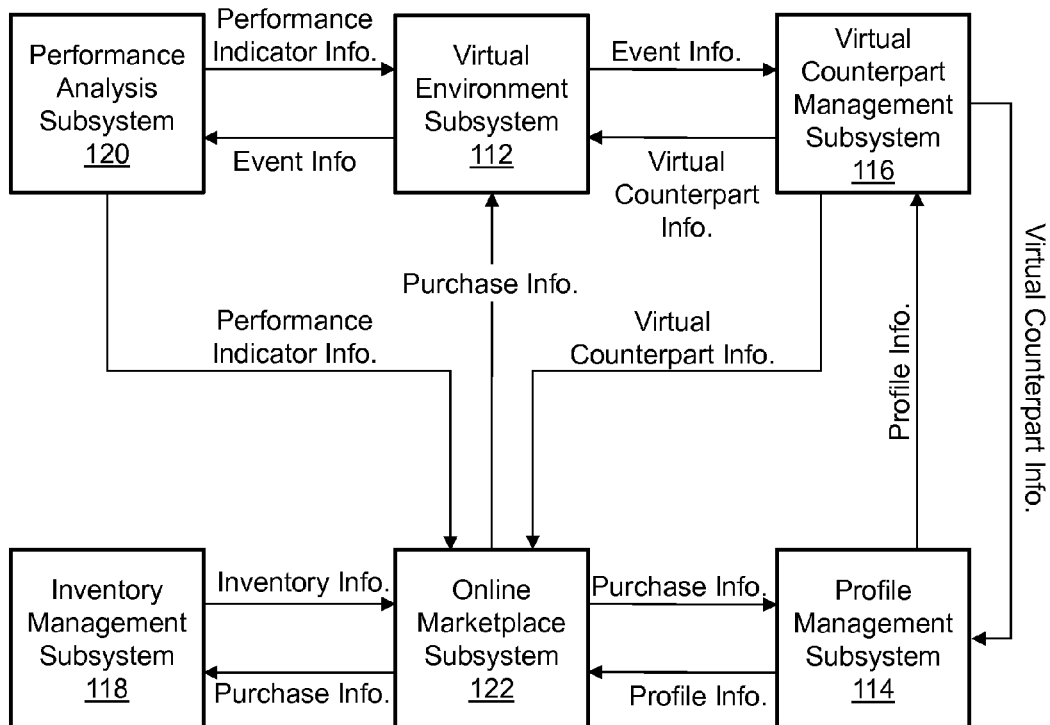 Performance
Analysis
Subsystem
120
Performance
Indicator Info.
Event Info
Virtual
Environment
Subsystem
112
Event Info.
Virtual
Counterpart
Info.
Virtual
Counterpart
Management
Subsystem
116
Performance
Indicator Info.
Purchase Info.
Virtual
Counterpart Info.
Profile Info.
Virtual Counterpart Info.
Inventory
Management
Subsystem
118
Inventory Info.
Purchase Info.
Online
Marketplace
Subsystem
122
Purchase Info.
Profile Info.
Profile
Management
Subsystem
114